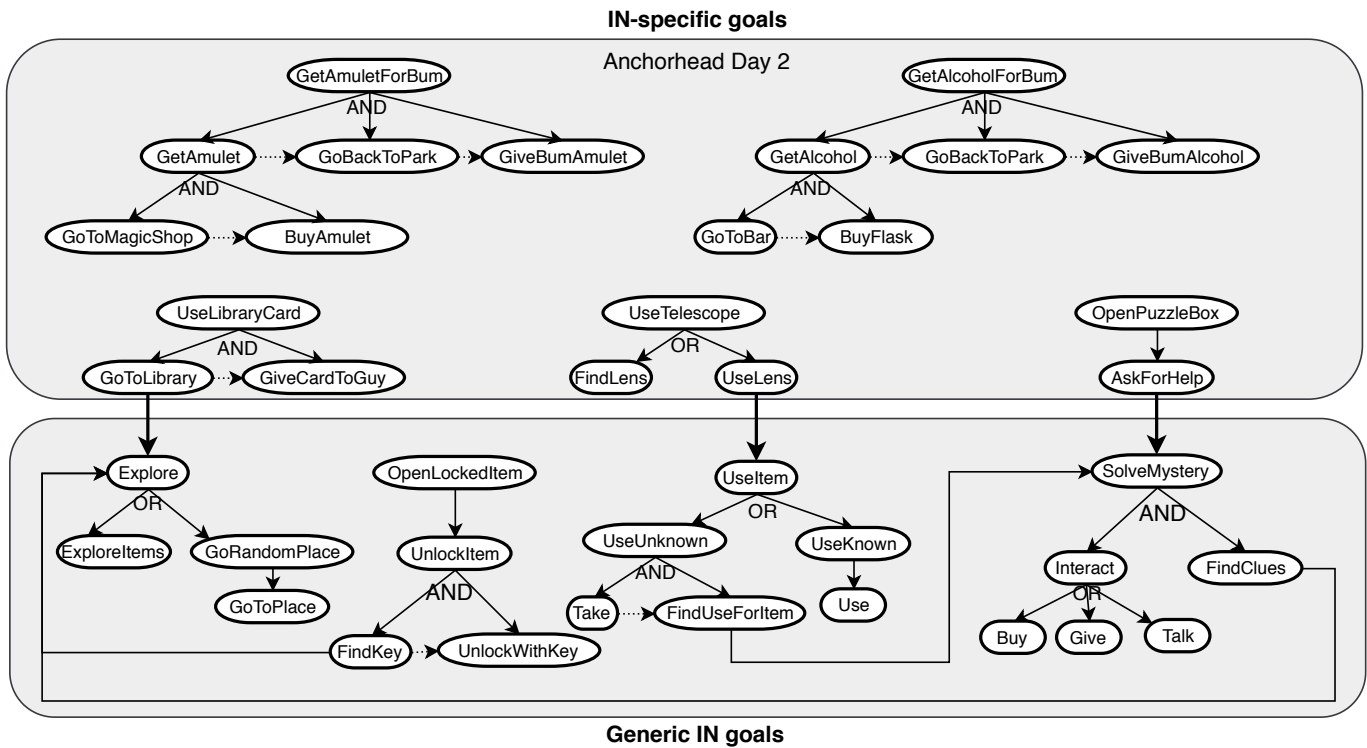 IN-specific goals
Anchorhead Day 2
GetAmuletForBum
GetAlcoholForBum
AND
AND
GetAmulet
GoBackToPark
GiveBumAmulet
GetAlcohol
GoBackToPark
GiveBumAlcohol
AND
AND
GoToMagicShop
BuyAmulet
GoToBar
BuyFlask
UseLibraryCard
UseTelescope
OpenPuzzleBox
AND
OR
GoToLibrary
GiveCardToGuy
FindLens
UseLens
AskForHelp
Explore
OpenLockedItem
UseItem
SolveMystery
OR
OR
AND
ExploreItems
GoRandomPlace
UnlockItem
UseUnknown
UseKnown
Interact
FindClues
AND
AND
OR
GoToPlace
Take
FindUseForItem
Use
Buy
Give
Talk
FindKey
UnlockWithKey
Generic IN goals